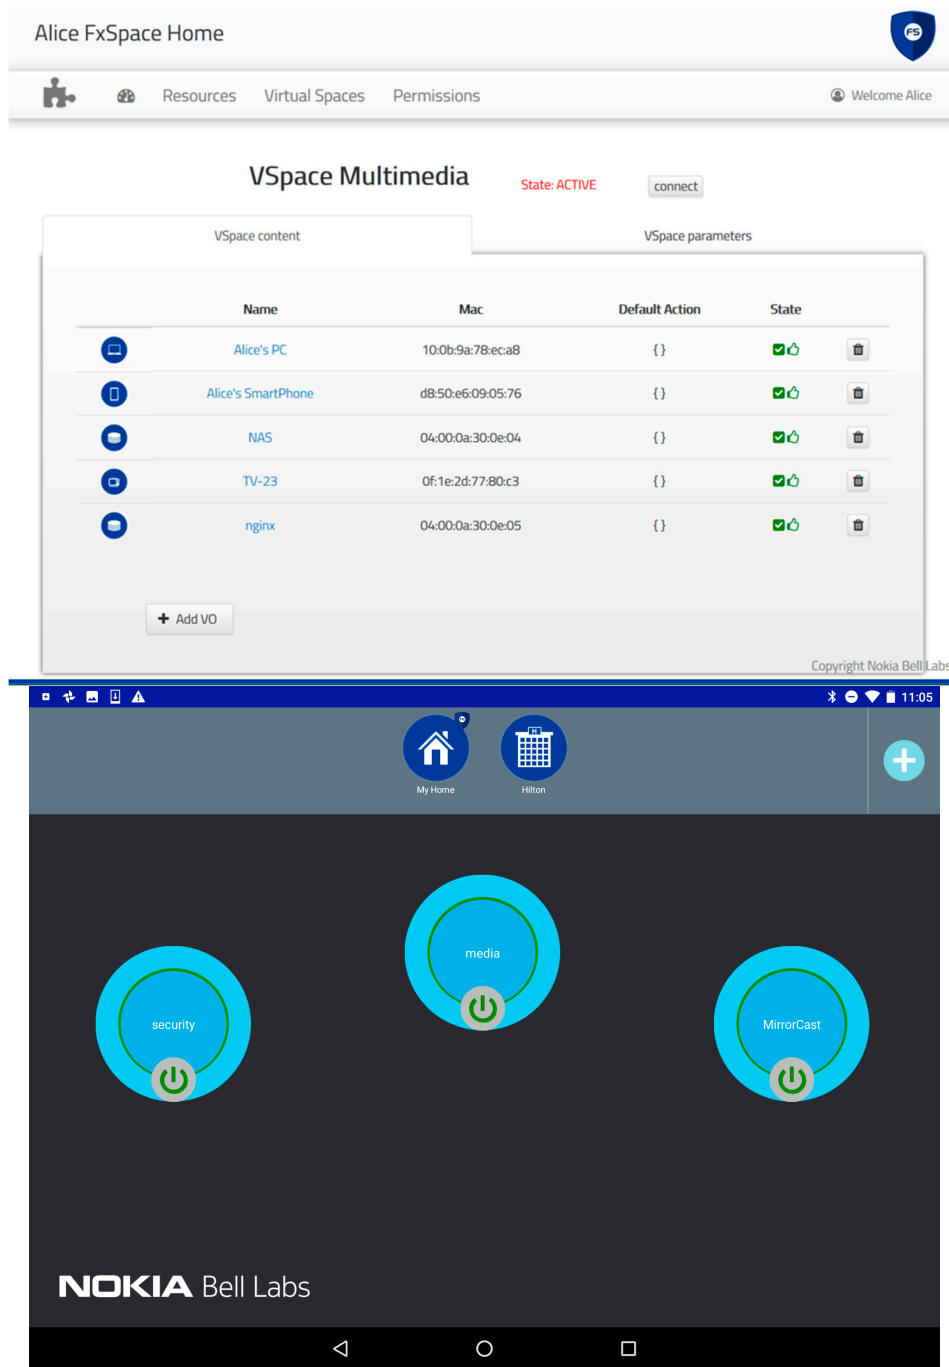 Alice FxSpace Home
FS
Resources Virtual Spaces Permissions Welcome Alice
VSpace Multimedia State: ACTIVE connect
VSpace content VSpace parameters
Name Mac Default Action State
Alice's PC 10:0b:9a:78:ec:a8 { }
Alice's SmartPhone d8:50:e6:09:05:76 { }
NAS 04:00:0a:30:0e:04 { }
TV-23 0f:1e:2d:77:80:c3 { }
nginx 04:00:0a:30:0e:05 { }
+ Add VO
Copyright Nokia Bell Labs
11:05
H
My Home Hilton
media
security MirrorCast
NOKIA Bell Labs